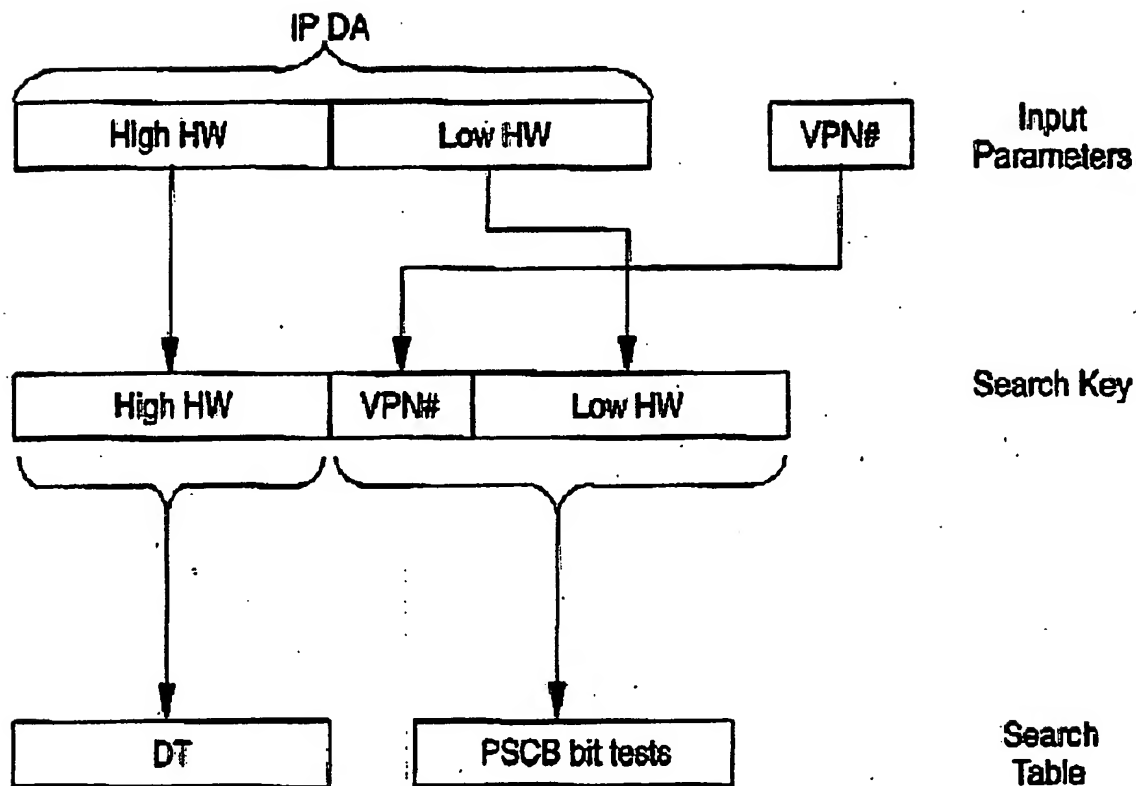 IP DA
High HW
Low HW
VPN#
Input
Parameters
High HW
VPN#
Low HW
Search Key
DT
PSCB bit tests
Search
Table